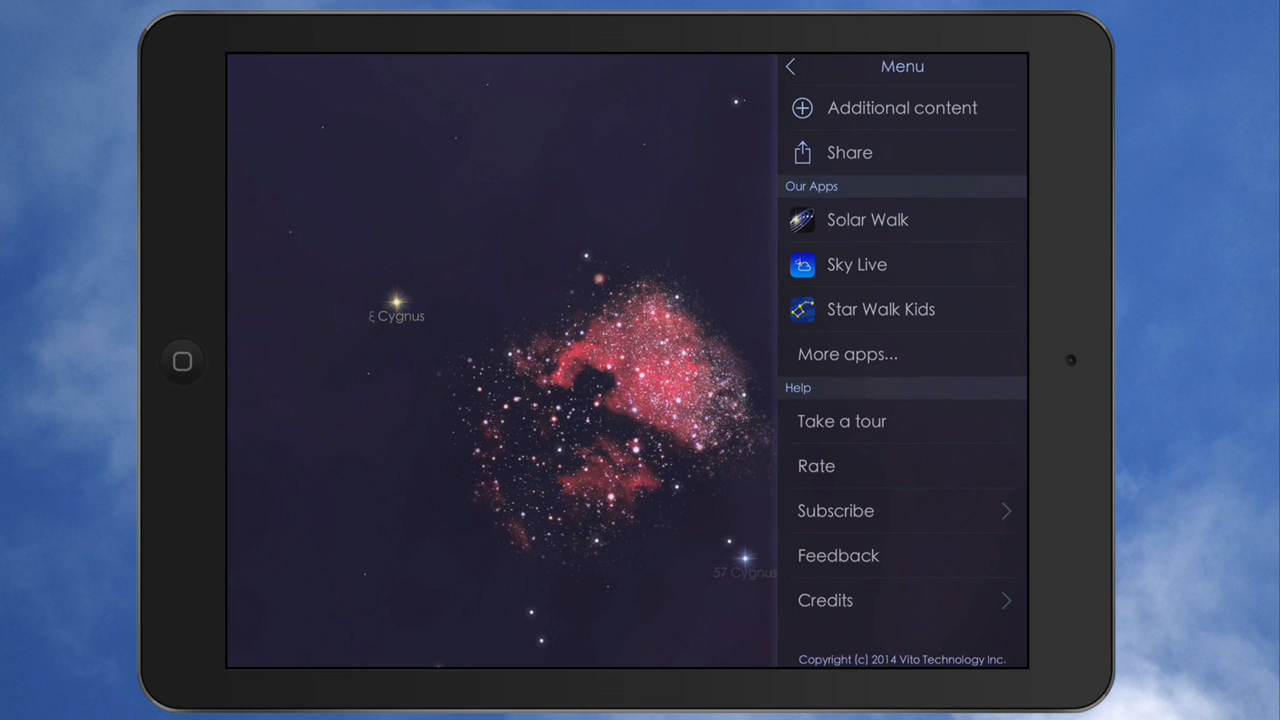 Menu
Additional content
Share
Our Apps
Solar Walk
Sky Live
Star Walk Kids
More apps...
Help
Take a tour
Rate
Subscribe
Feedback
Credits
Copyright (c) 2014 Vito Technology Inc.
ξ Cygnus
57 Cygnus